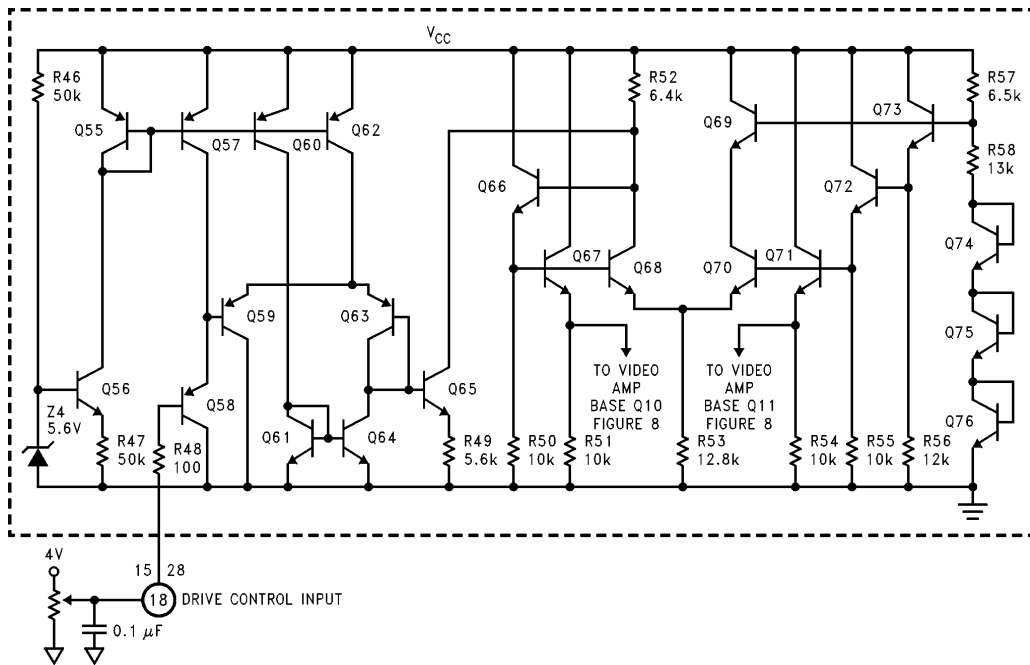 VCC
R46
50k
Q55
Q57
Q60
Q62
R52
6.4k
Q69
Q73
R57
6.5k
R58
13k
Q66
Q72
Q74
Q67
Q68
Q70
Q71
Q59
Q63
Q75
Q56
Q58
Q65
TO VIDEO
AMP
BASE Q10
FIGURE 8
TO VIDEO
AMP
BASE Q11
FIGURE 8
Q76
Z4
5.6V
R47
50k
R48
100
Q61
Q64
R49
5.6k
R50
10k
R51
10k
R53
12.8k
R54
10k
R55
10k
R56
12k
4V
15
28
18
DRIVE CONTROL INPUT
0.1 μF